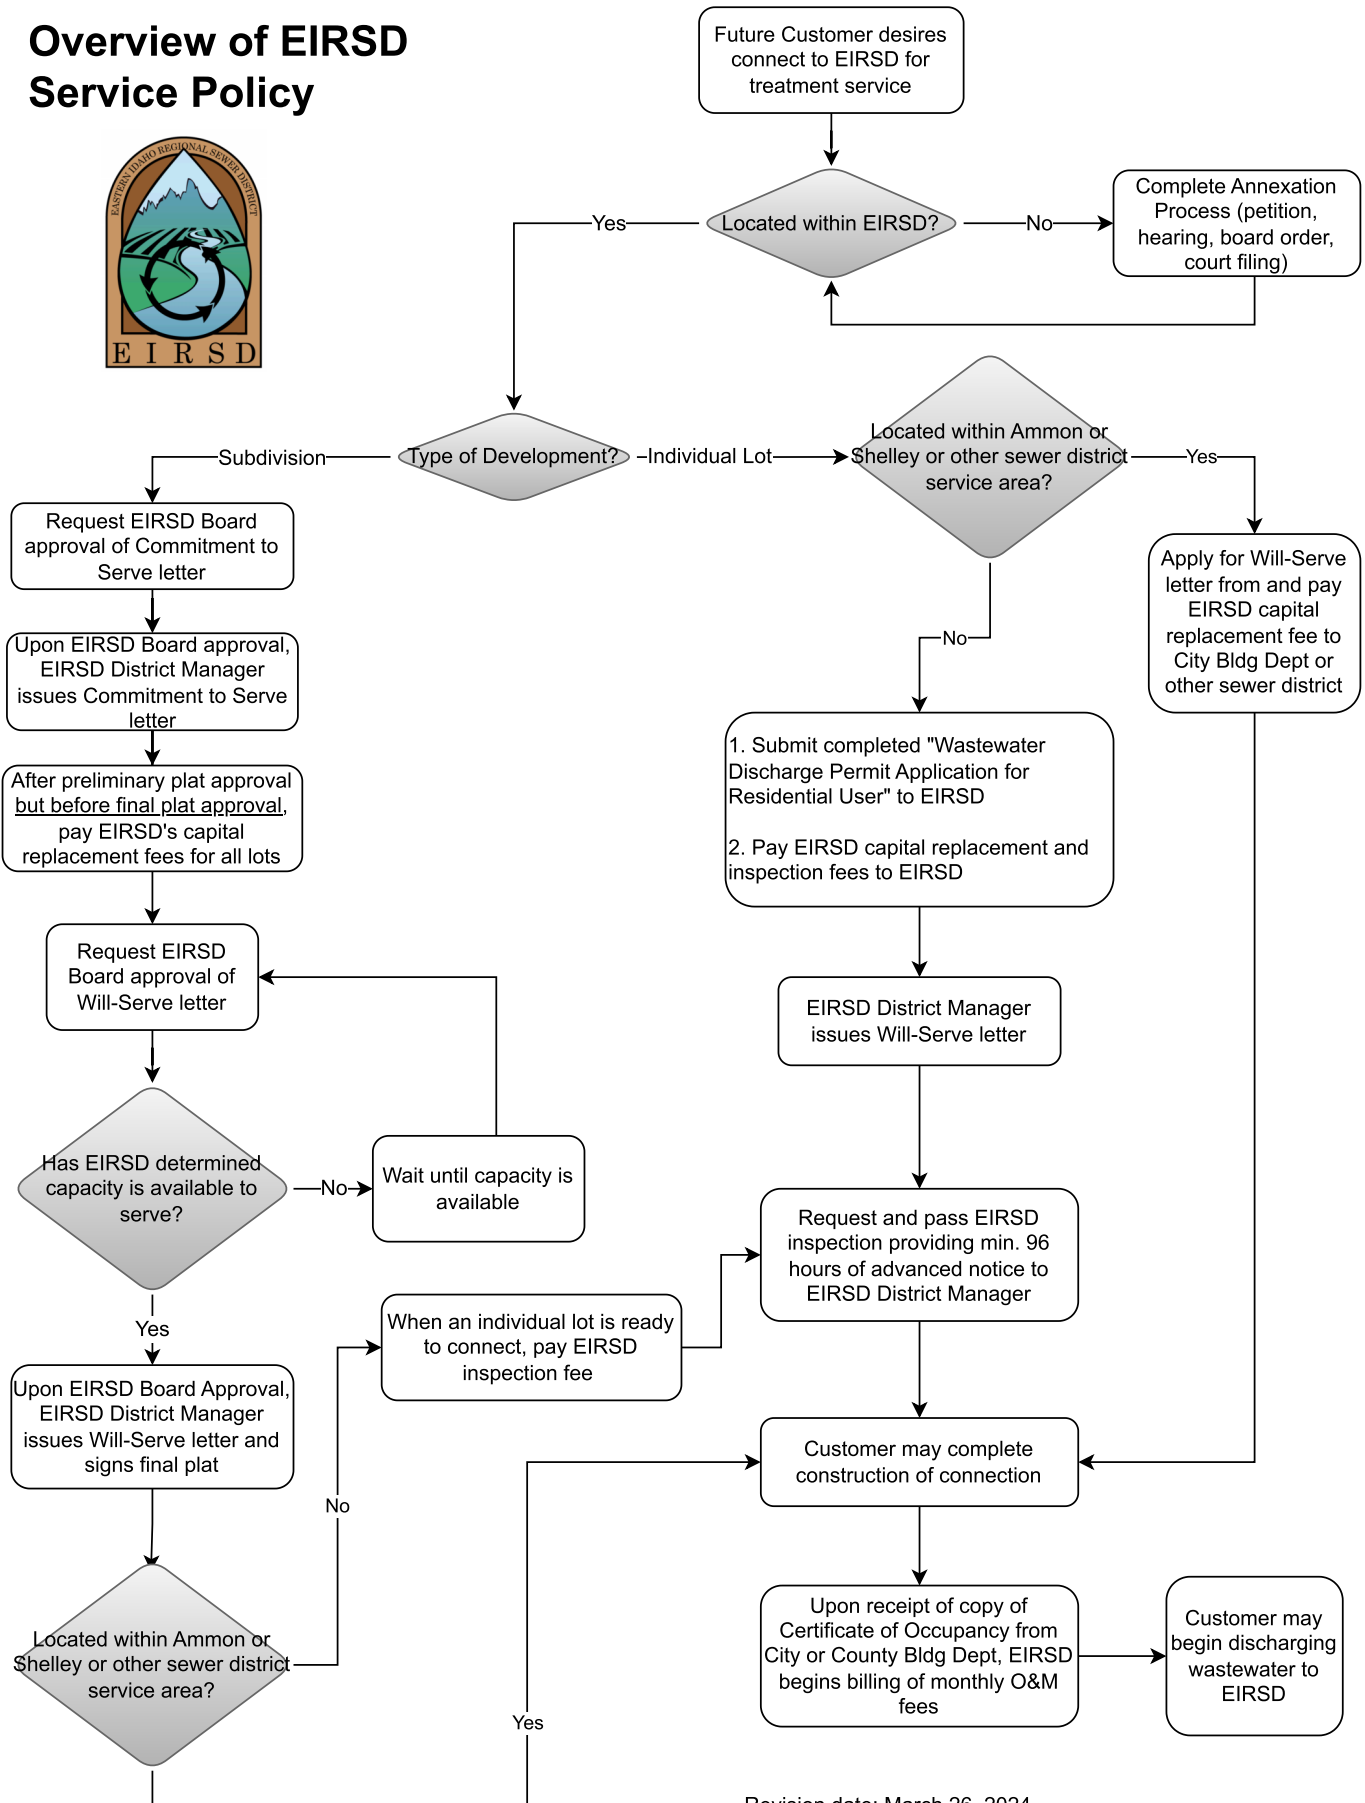 Overview of EIRSD
Service Policy
EASTERN IDAHO REGIONAL SEWER DISTRICT
E I R S D
Future Customer desires
connect to EIRSD for
treatment service
Located within EIRSD?
Yes
No
Complete Annexation
Process (petition,
hearing, board order,
court filing)
Type of Development?
Subdivision
Individual Lot
Located within Ammon or
Shelley or other sewer district
service area?
Yes
No
Request EIRSD Board
approval of Commitment to
Serve letter
Apply for Will-Serve
letter from and pay
EIRSD capital
replacement fee to
City Bldg Dept or
other sewer district
Upon EIRSD Board approval,
EIRSD District Manager
issues Commitment to Serve
letter
After preliminary plat approval
but before final plat approval,
pay EIRSD's capital
replacement fees for all lots
1. Submit completed "Wastewater
Discharge Permit Application for
Residential User" to EIRSD
2. Pay EIRSD capital replacement and
inspection fees to EIRSD
Request EIRSD
Board approval of
Will-Serve letter
EIRSD District Manager
issues Will-Serve letter
Has EIRSD determined
capacity is available to
serve?
No
Wait until capacity is
available
Yes
Request and pass EIRSD
inspection providing min. 96
hours of advanced notice to
EIRSD District Manager
When an individual lot is ready
to connect, pay EIRSD
inspection fee
Upon EIRSD Board Approval,
EIRSD District Manager
issues Will-Serve letter and
signs final plat
Customer may complete
construction of connection
No
Located within Ammon or
Shelley or other sewer district
service area?
Yes
Upon receipt of copy of
Certificate of Occupancy from
City or County Bldg Dept, EIRSD
begins billing of monthly O&M
fees
Customer may
begin discharging
wastewater to
EIRSD
Revision date: March 26, 2024